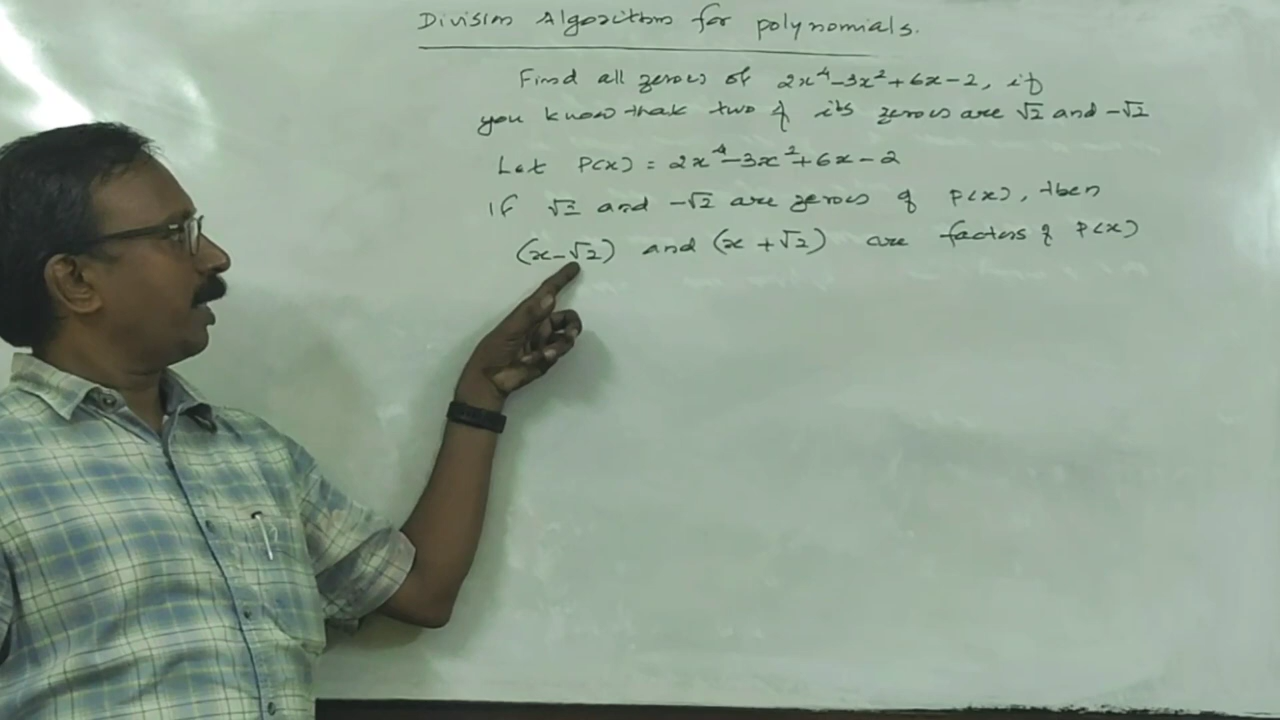 Division Algorithm for polynomials.
Find all zeroes of 2x⁴-3x²+6x-2, if
you know that two of its zeroes are √2 and -√2
Let P(x) = 2x⁴-3x²+6x-2
If √2 and -√2 are zeroes of P(x), then
(x-√2) and (x+√2) are factors of P(x)